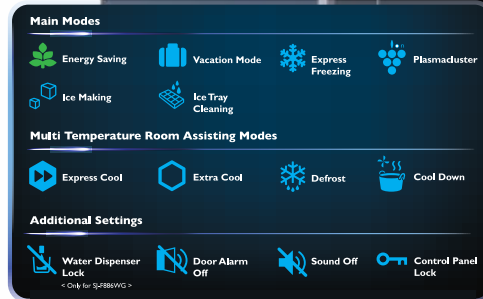 Main Modes
Energy Saving
Vacation Mode
Express
Freezing
Plasmacluster
Ice Making
Ice Tray
Cleaning
Multi Temperature Room Assisting Modes
Express Cool
Extra Cool
Defrost
Cool Down
Additional Settings
Water Dispenser
Lock
< Only for SJ-F886WG >
Door Alarm
Off
Sound Off
Control Panel
Lock